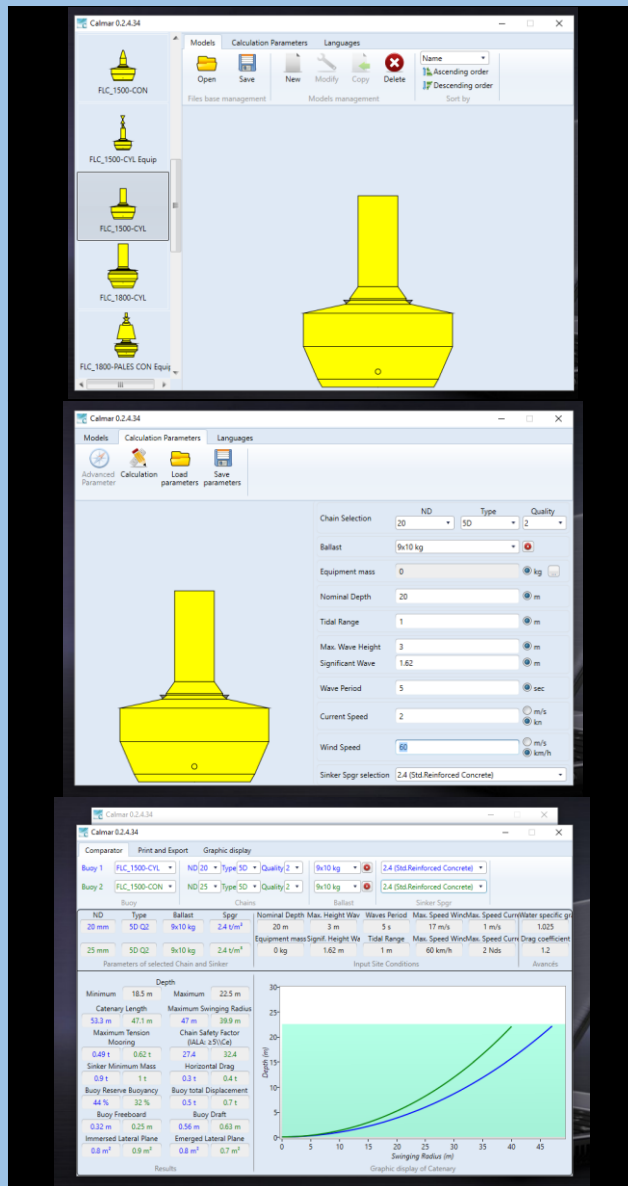 Calmar 0.2.4.34
Models Calculation Parameters Languages
Open Save New Modify Copy Delete
Name
Ascending order
Descending order
Files base management Models management Sort by
FLC_1500-CON
FLC_1500-CYL Equip
FLC_1500-CYL
FLC_1800-CYL
FLC_1800-PALES CON Equip
Calmar 0.2.4.34
Models Calculation Parameters Languages
Advanced Parameter Calculation Load parameters Save parameters
ND Type Quality
Chain Selection 20 5D 2
Ballast 9x10 kg
Equipment mass 0 kg
Nominal Depth 20 m
Tidal Range 1 m
Max. Wave Height 3 m
Significant Wave 1.62 m
Wave Period 5 sec
Current Speed 2 m/s
kn
Wind Speed 60 m/s
km/h
Sinker Spgr selection 2.4 (Std.Reinforced Concrete)
Calmar 0.2.4.34
Calmar 0.2.4.34
Comparator Print and Export Graphic display
Buoy 1 FLC_1500-CYL ND 20 Type 5D Quality 2 9x10 kg 2.4 (Std.Reinforced Concrete)
Buoy 2 FLC_1500-CON ND 25 Type 5D Quality 2 9x10 kg 2.4 (Std.Reinforced Concrete)
Buoy Chains Ballast Sinker Spgr
ND Type Ballast Spgr Nominal Depth Max. Height Wav Waves Period Max. Speed Winc Max. Speed Curre Water specific gr
20 mm 5D Q2 9x10 kg 2.4 t/m³ 20 m 3 m 5 s 17 m/s 1 m/s 1.025
Equipment mass Signif. Height Wa Tidal Range Max. Speed Winc Max. Speed Curre Drag coefficient
25 mm 5D Q2 9x10 kg 2.4 t/m³ 0 kg 1.62 m 1 m 60 km/h 2 Nds 1.2
Parameters of selected Chain and Sinker Input Site Conditions Avancés
Depth
Minimum 18.5 m Maximum 22.5 m
Catenary Length Maximum Swinging Radius
53.3 m 47.1 m 47 m 39.9 m
Maximum Tension Mooring Chain Safety Factor (IALA: ≥5\\Ce)
0.49 t 0.62 t 27.4 32.4
Sinker Minimum Mass Horizontal Drag
0.9 t 1 t 0.3 t 0.4 t
Buoy Reserve Buoyancy Buoy total Displacement
44 % 32 % 0.5 t 0.7 t
Buoy Freeboard Buoy Draft
0.32 m 0.25 m 0.56 m 0.63 m
Immersed Lateral Plane Emerged Lateral Plane
0.8 m² 0.9 m² 0.8 m² 0.7 m²
Results
Depth (m)
30
25
20
15
10
5
0
0 5 10 15 20 25 30 35 40 45
Swinging Radius (m)
Graphic display of Catenary